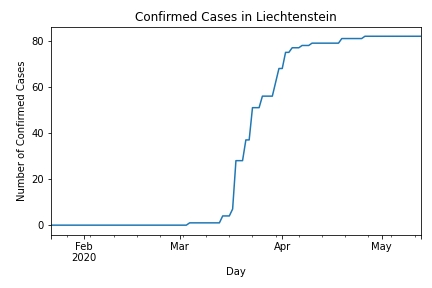 Confirmed Cases in Liechtenstein
Number of Confirmed Cases
80
60
40
20
0
Feb
2020
Mar
Apr
May
Day